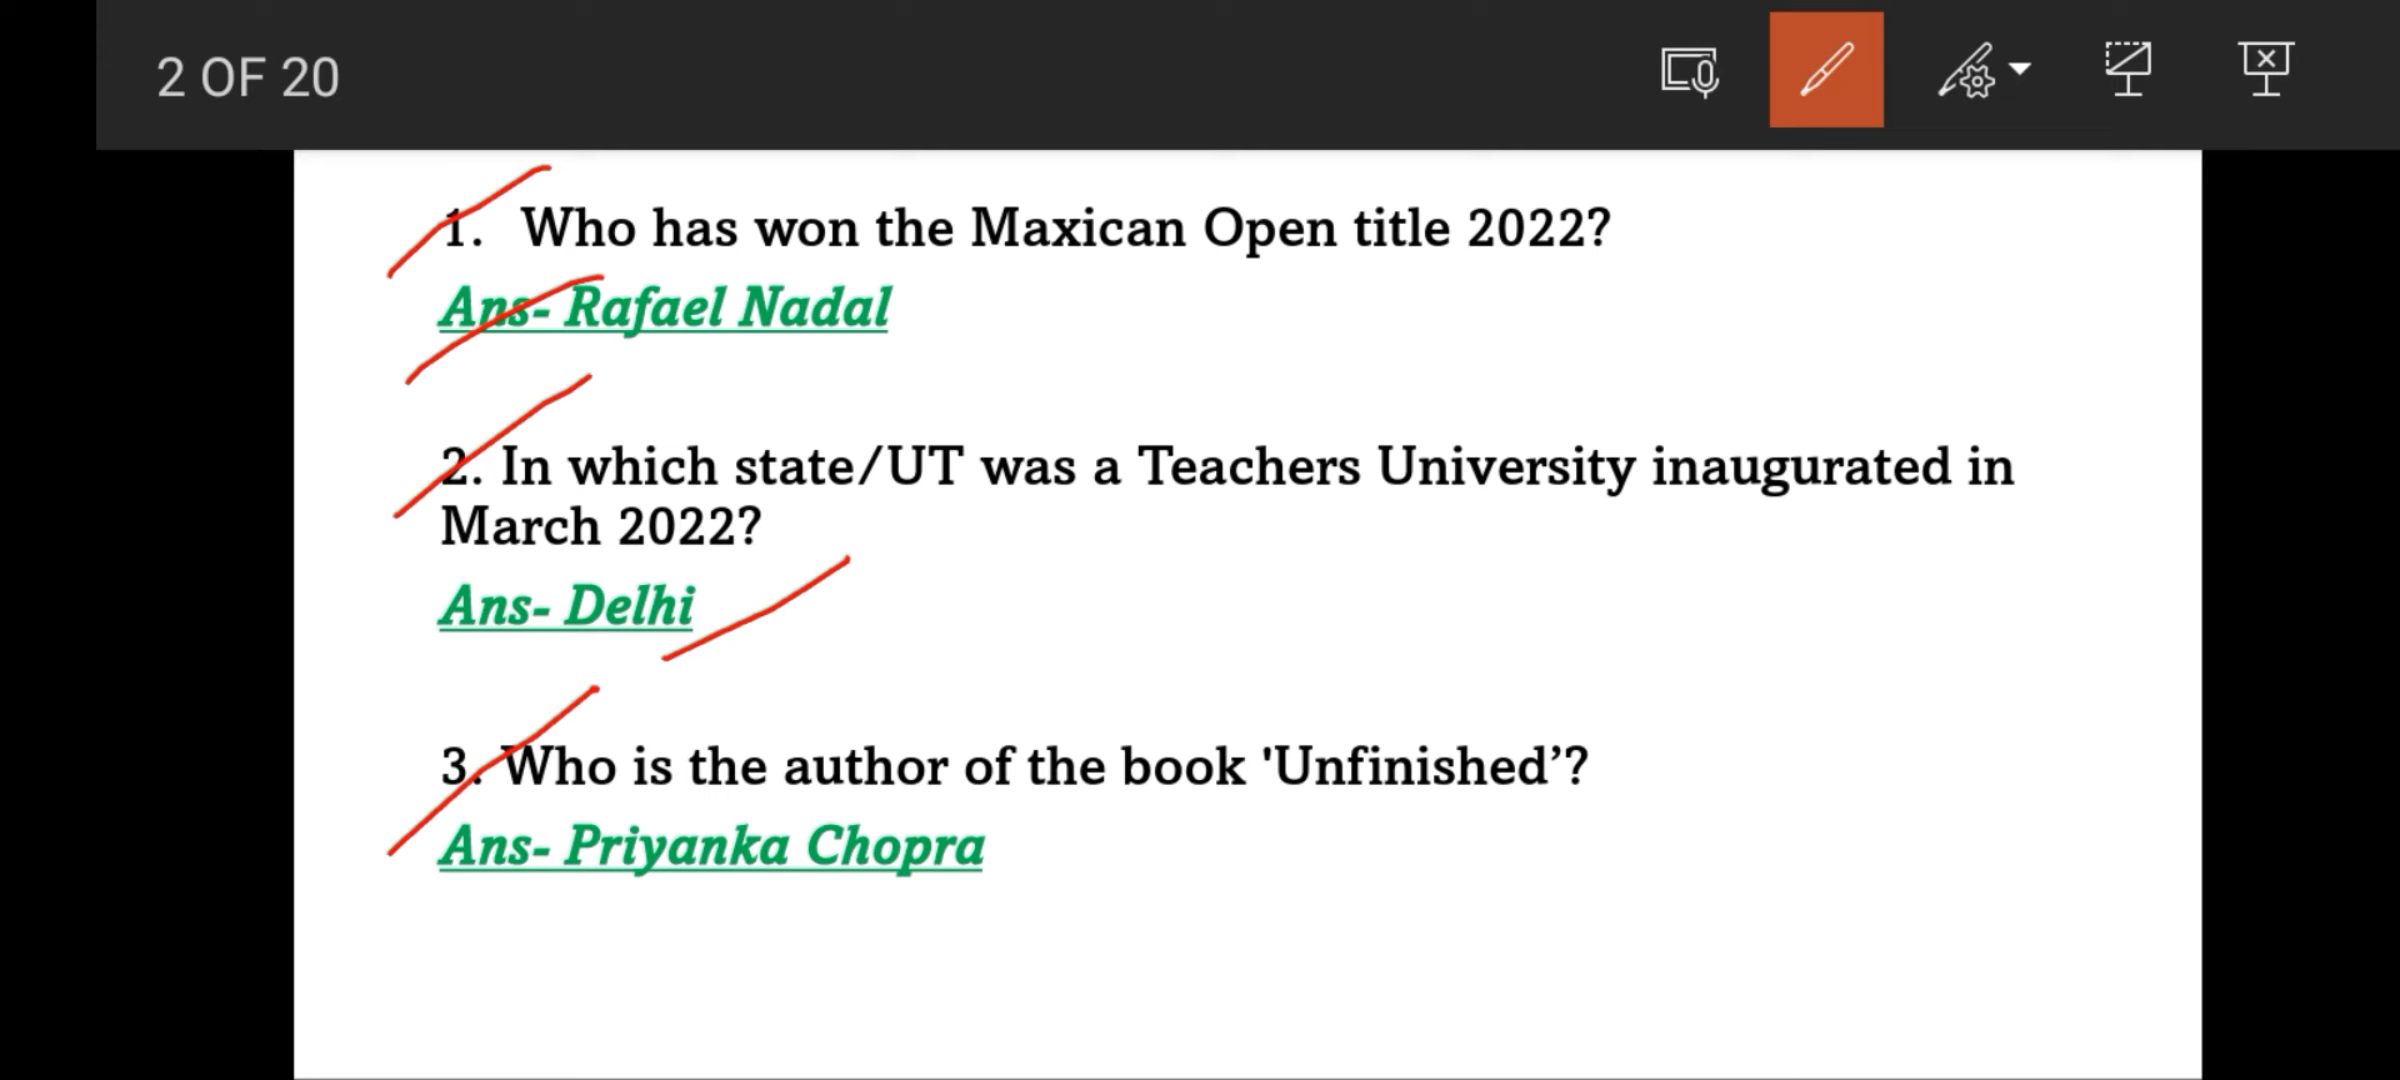 2 OF 20
1. Who has won the Maxican Open title 2022?
Ans- Rafael Nadal
2. In which state/UT was a Teachers University inaugurated in
March 2022?
Ans- Delhi
3. Who is the author of the book 'Unfinished’?
Ans- Priyanka Chopra